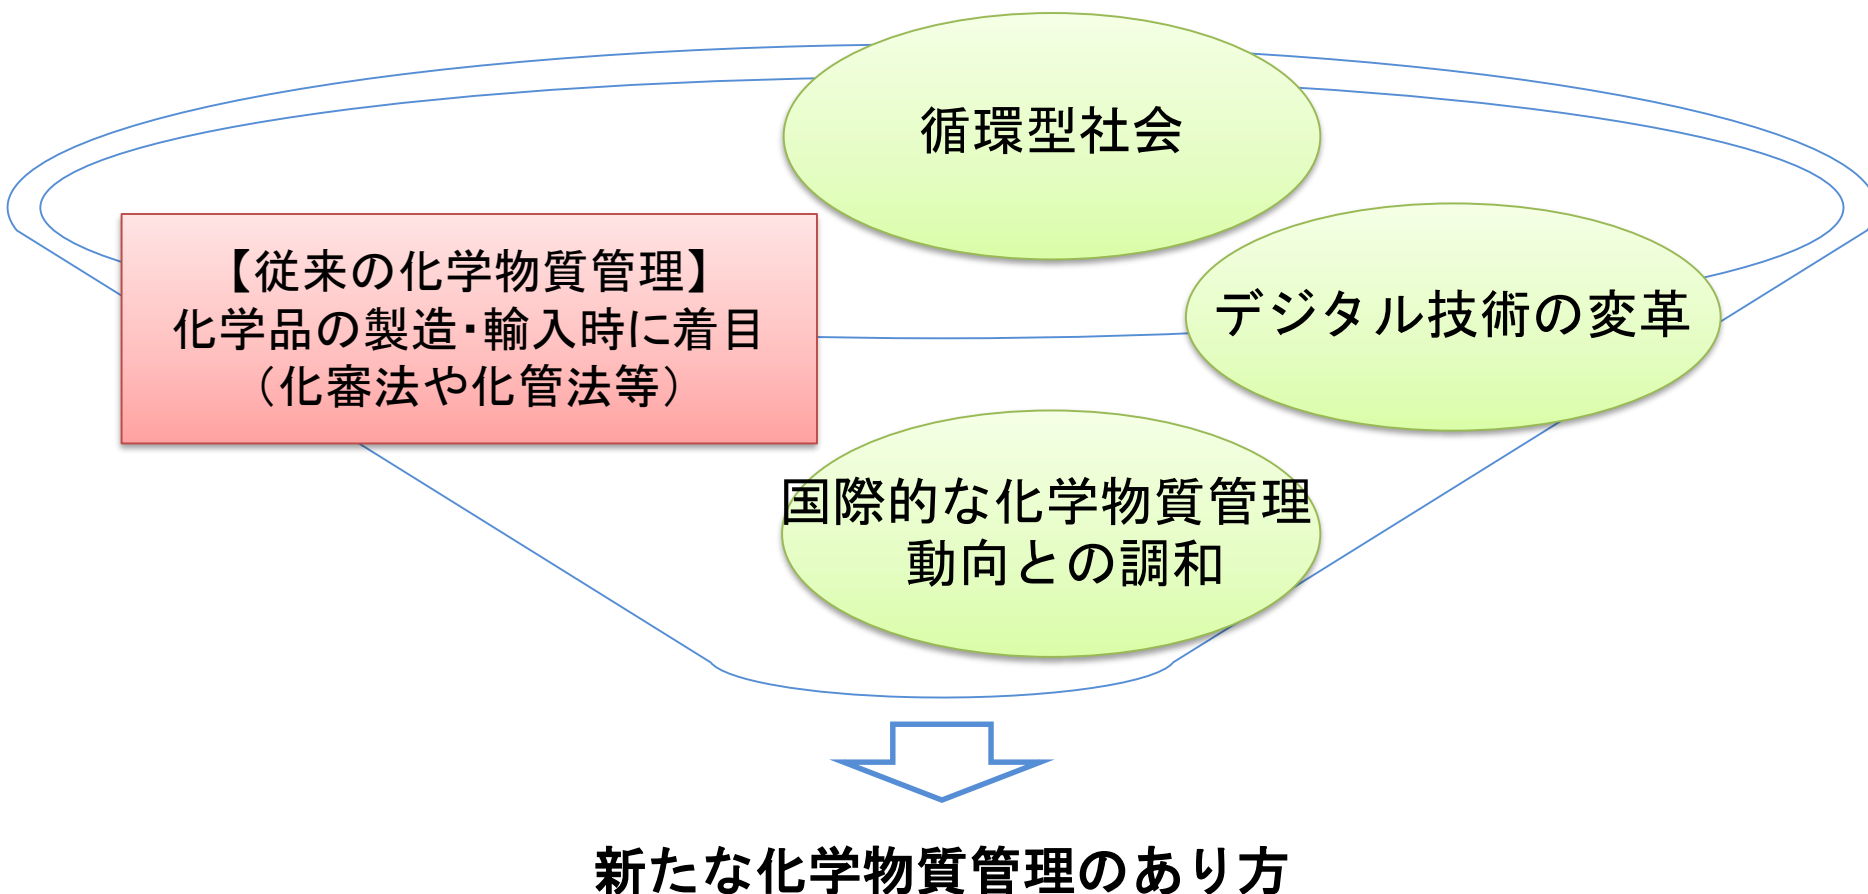 循環型社会
【従来の化学物質管理】
化学品の製造・輸入時に着目
（化審法や化管法等）
デジタル技術の変革
国際的な化学物質管理
動向との調和
新たな化学物質管理のあり方